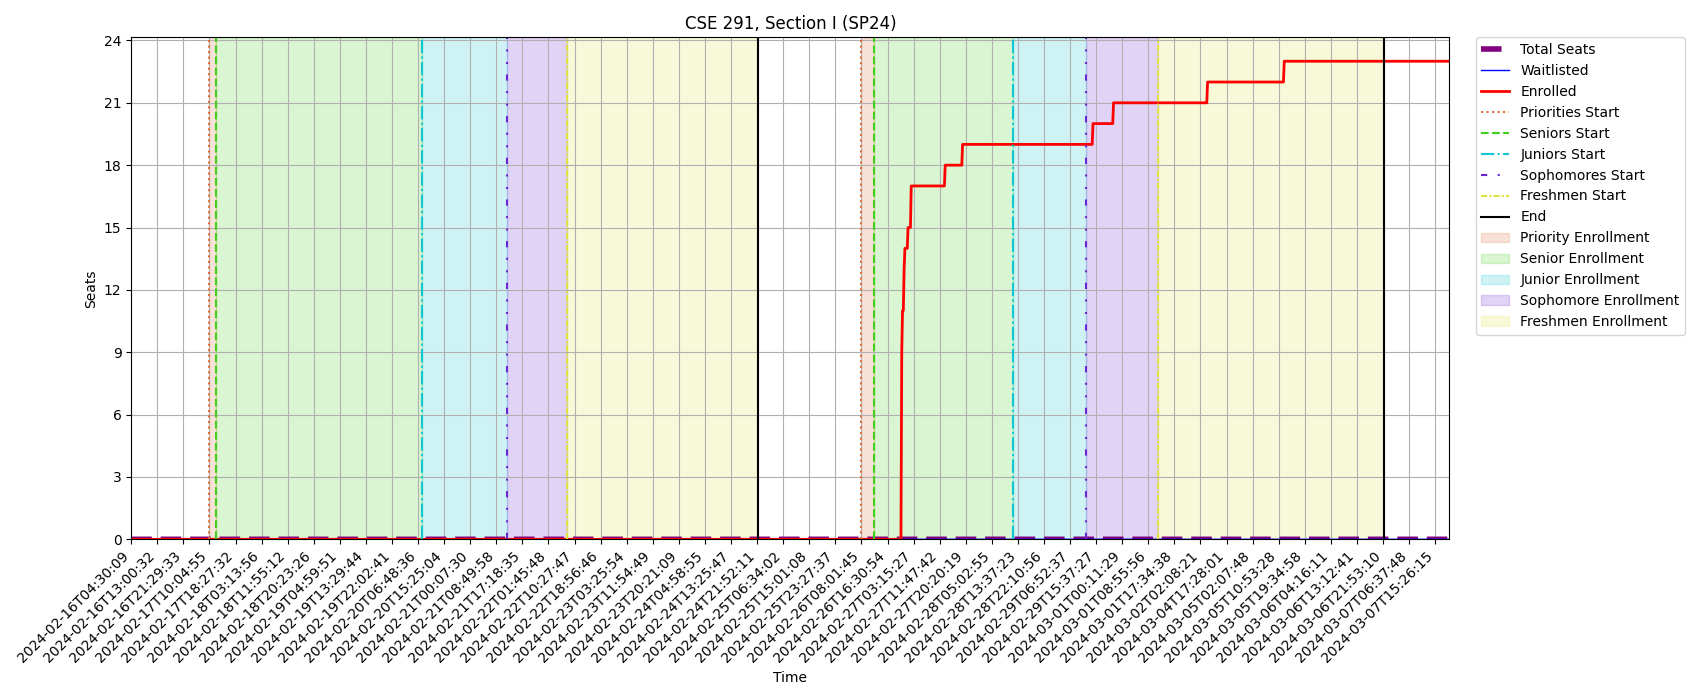 CSE 291, Section I (SP24)
Seats
24
21
18
15
12
9
6
3
0
2024-02-16T04:30:09
2024-02-16T13:00:32
2024-02-16T21:29:33
2024-02-17T10:04:55
2024-02-17T18:27:32
2024-02-18T03:13:56
2024-02-18T11:55:12
2024-02-18T20:23:26
2024-02-19T04:59:51
2024-02-19T13:29:44
2024-02-19T22:02:41
2024-02-20T06:48:36
2024-02-20T15:25:04
2024-02-21T00:07:30
2024-02-21T08:49:58
2024-02-21T17:18:35
2024-02-22T01:45:48
2024-02-22T10:27:47
2024-02-22T18:56:46
2024-02-23T03:25:54
2024-02-23T11:54:49
2024-02-23T20:21:09
2024-02-24T04:58:55
2024-02-24T13:25:47
2024-02-24T21:52:11
2024-02-25T06:34:02
2024-02-25T15:01:08
2024-02-25T23:27:37
2024-02-26T08:01:45
2024-02-26T16:30:54
2024-02-27T03:15:27
2024-02-27T11:47:42
2024-02-27T20:20:19
2024-02-28T05:02:55
2024-02-28T13:37:23
2024-02-28T22:10:56
2024-02-29T06:52:37
2024-02-29T15:37:27
2024-03-01T00:11:29
2024-03-01T08:55:56
2024-03-01T17:34:38
2024-03-02T02:08:21
2024-03-04T17:28:01
2024-03-05T02:07:48
2024-03-05T10:53:28
2024-03-05T19:34:58
2024-03-06T04:16:11
2024-03-06T13:12:41
2024-03-06T21:53:10
2024-03-07T06:37:48
2024-03-07T15:26:15
Time
Total Seats
Waitlisted
Enrolled
Priorities Start
Seniors Start
Juniors Start
Sophomores Start
Freshmen Start
End
Priority Enrollment
Senior Enrollment
Junior Enrollment
Sophomore Enrollment
Freshmen Enrollment